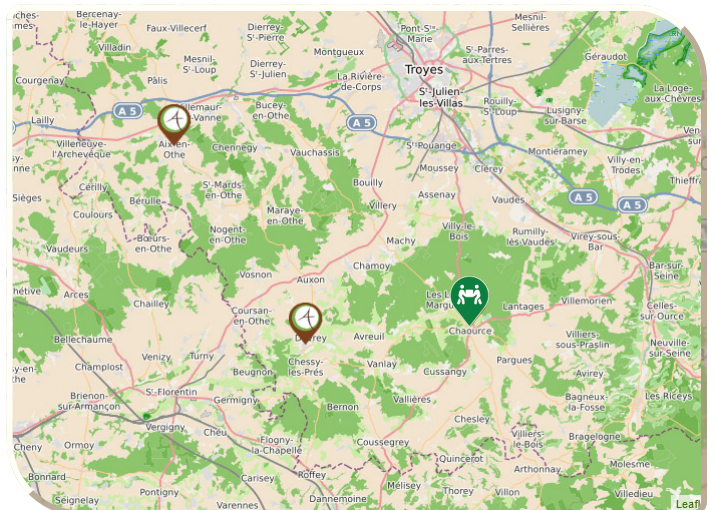 Bercenay-
le-Hayer
Faux-Villecerf
Dierrey-
Sᵗ-Pierre
Pont-Sᵗᵉ-
Marie
Mesnil-
Sellières
Villadin
Mesnil-
Sᵗ-Loup
Dierrey-
Sᵗ-Julien
Montgueux
Sᵗ-Parres-
aux-Tertres
Géraudot
Courgenay
Pâlis
La Rivière-
de-Corps
Troyes
Sᵗ-Julien
les-Villas
La Loge-
aux-Chèvres
Lailly
A 5
Bucey-
en-Othe
A 5
Rouilly-
Sᵗ-Loup
Lusigny-
sur-Barse
Villeneuve-
l'Archevêque
Aix-en-
Othe
Chennegy
Vauchassis
Sᵗ-Pouange
Montiéramey
Villy-en-
Trodes
Moussey
Clérey
Cérilly
Sᵗ-Mards
en-Othe
Bouilly
Sièges
Bérulle
Assenay
Vaudes
A 5
A 5
Coulours
Maraye-
en-Othe
Villery
Nogent-
en-Othe
Villy-le-
Bois
Rumilly-
lès-Vaudes
Virey-sous-
Bar
Bœurs-
en-Othe
Machy
Vaudeurs
Vosnon
Auxon
Chamoy
Bar-sur-
Seine
Arces
Chailley
Coursan-
en-Othe
Lantages
Villemorien
Celles-
sur-Ource
Bellechaume
Avreuil
Chaource
Villiers-
sous-Praslin
Neuville-
sur-Seine
Venizy
Turny
Chessy-
les-Prés
Vanlay
Pargues
Champlost
Beugnon
Cussangy
Avirey
Brienon-
sur-Armançon
Sᵗ-Florentin
Germigny
Bernon
Vallières
Bagneux-
la-Fosse
Les Riceys
Vergigny
Chéu
Chesley
Cheny
Ormoy
Flogny-
la-Chapelle
Coussegrey
Villiers-
le-Bois
Bragelogne
Quincerot
Molesme
Bonnard
Carisey
Roffey
Arthonnay
Pontigny
Mélisey
Thorey
Villon
Villedieu
Seignelay
Varennes
Dannemoine
Leafl